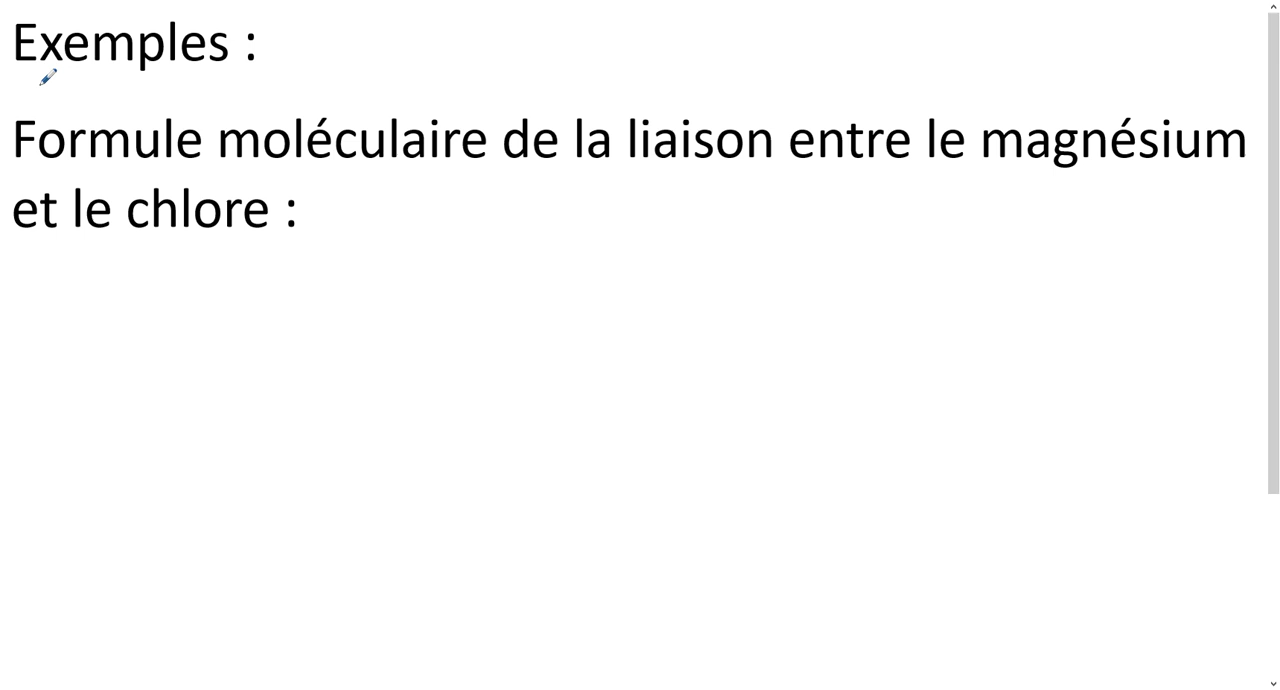 Exemples :
Formule moléculaire de la liaison entre le magnésium
et le chlore :